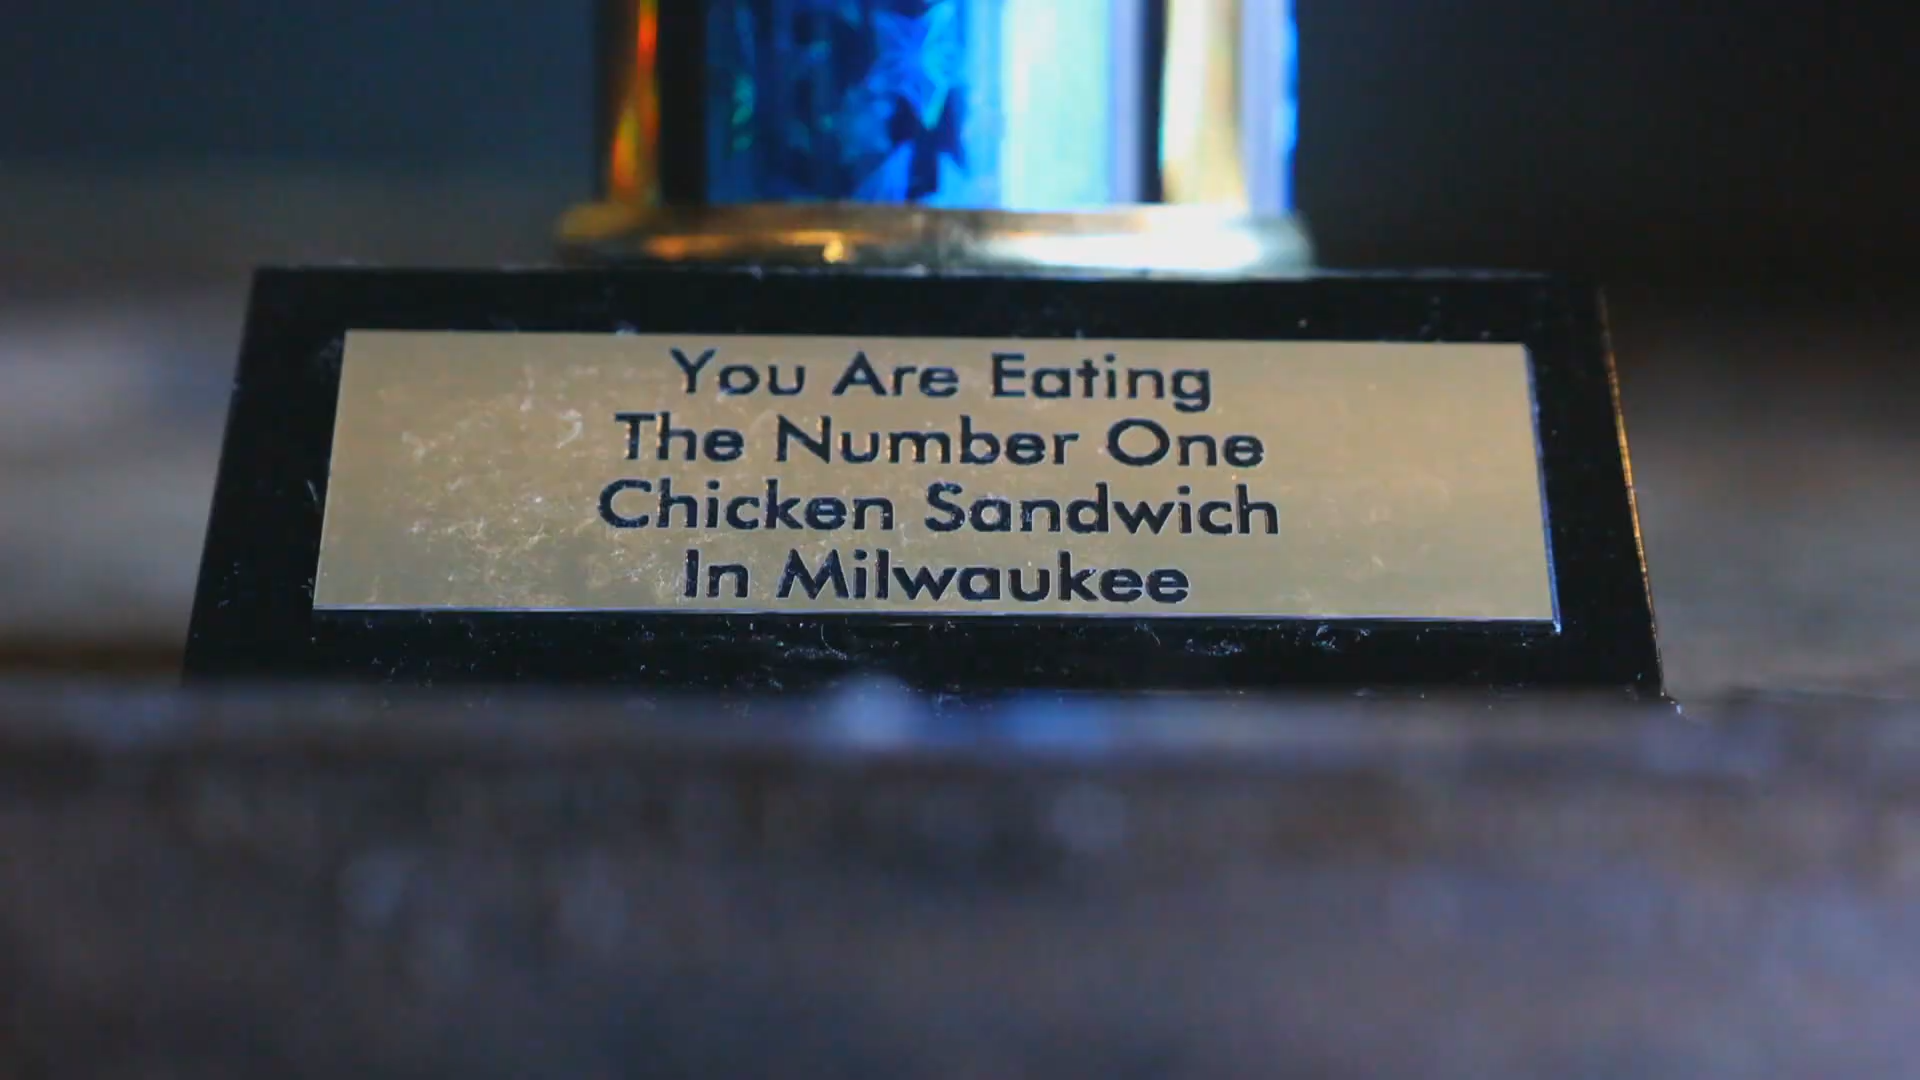 You Are Eating
The Number One
Chicken Sandwich
In Milwaukee